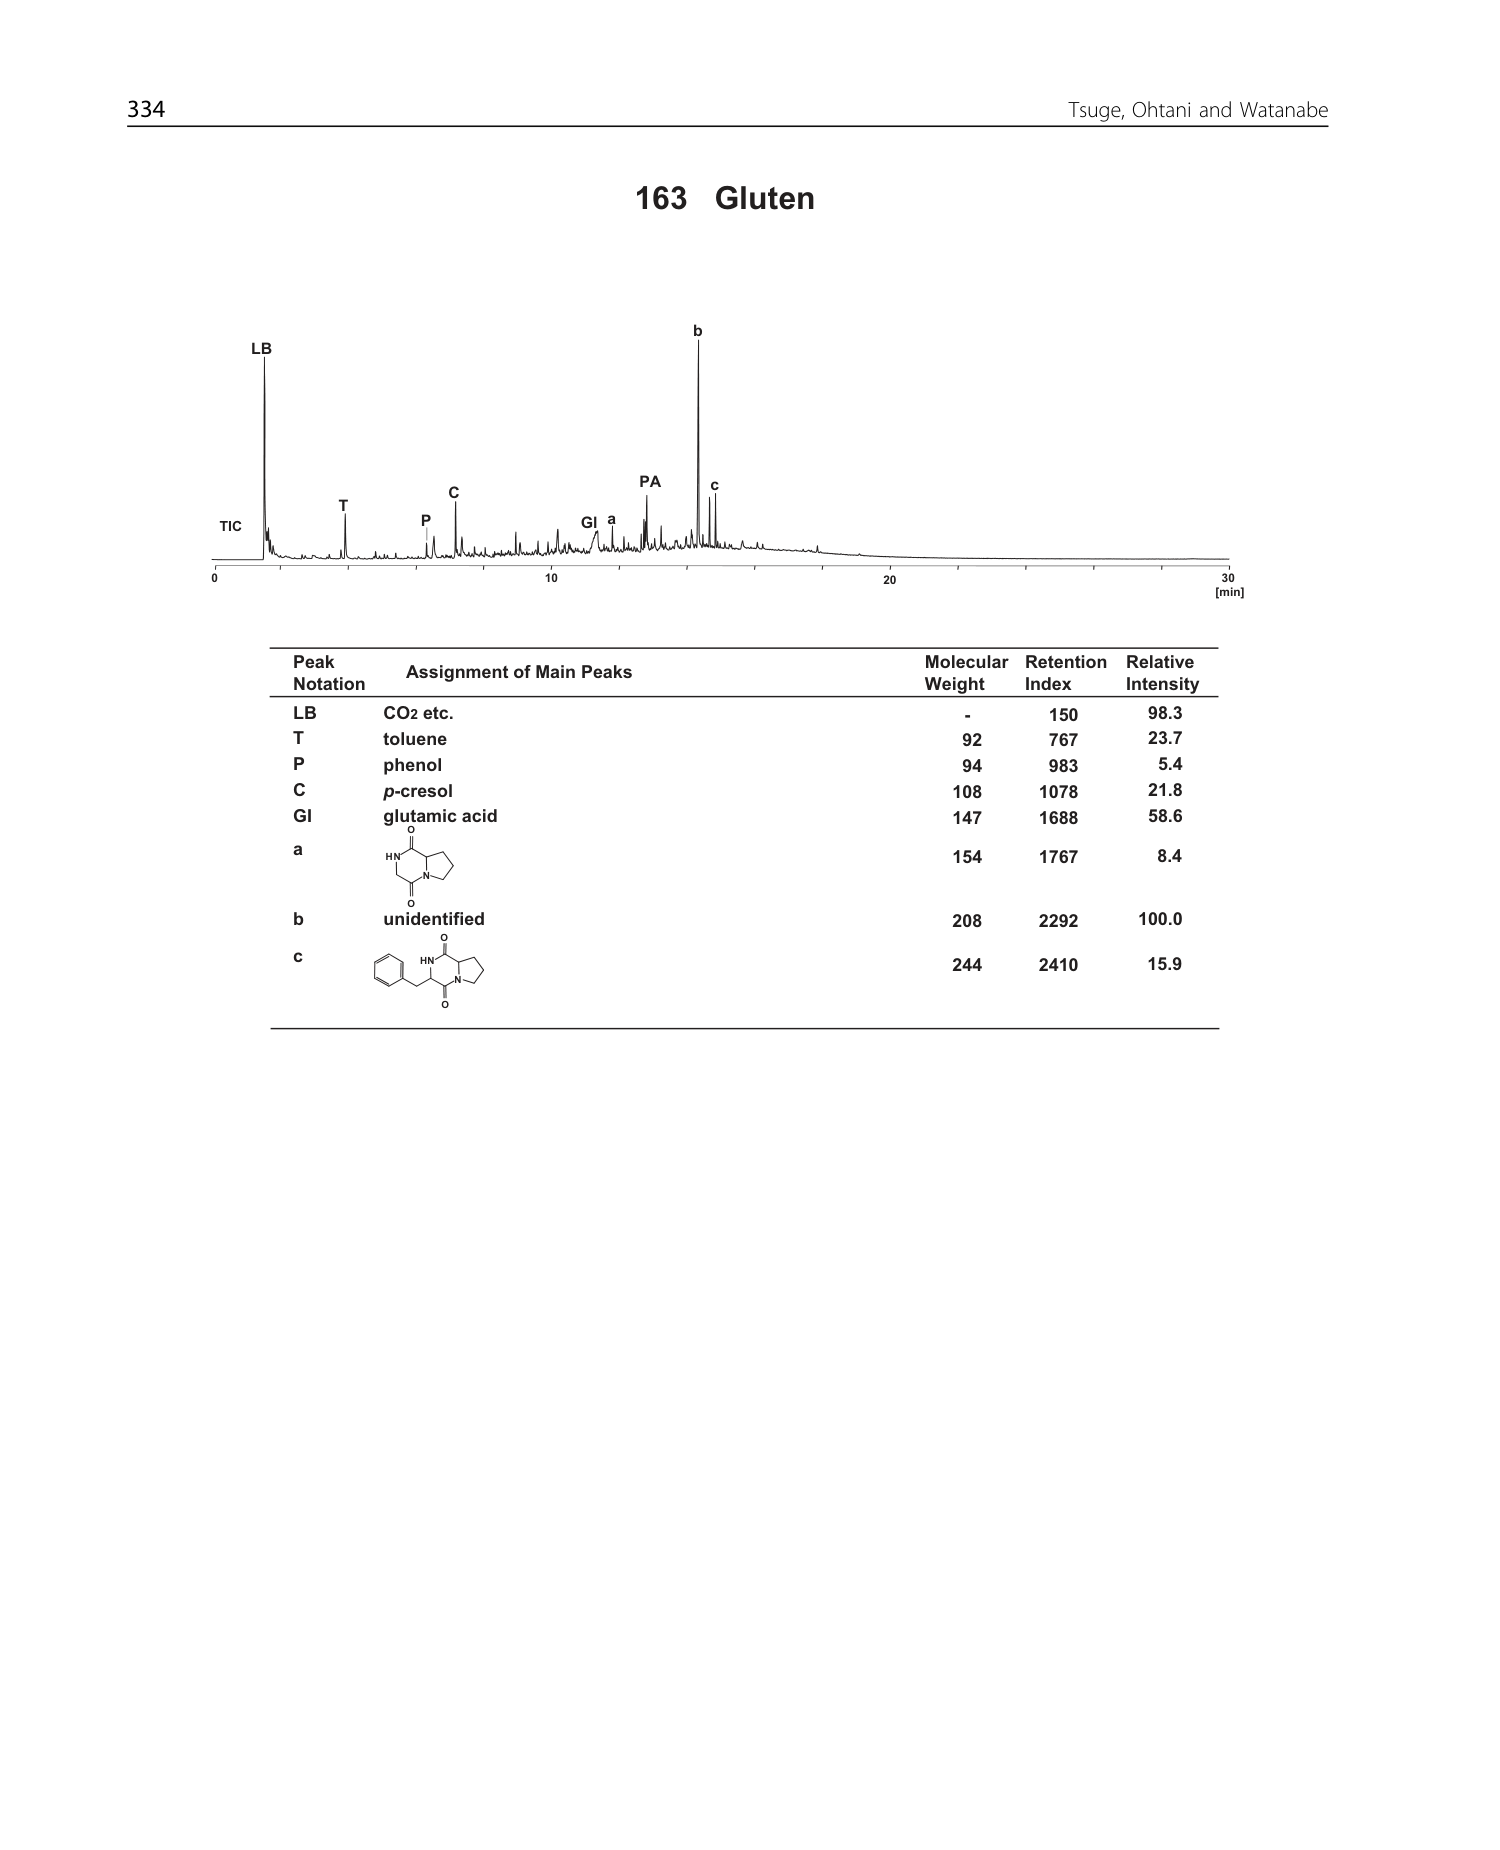 334 Tsuge, Ohtani and Watanabe
163 Gluten
b
LB
PA
C
c
T
P
GI a
TIC
0 10 20 30
[min]
Peak Notation Assignment of Main Peaks Molecular Weight Retention Index Relative Intensity
LB CO2 etc. - 150 98.3
T toluene 92 767 23.7
P phenol 94 983 5.4
C p-cresol 108 1078 21.8
GI glutamic acid 147 1688 58.6
O
a HN N 154 1767 8.4
O
b unidentified 208 2292 100.0
O
c HN N 244 2410 15.9
O